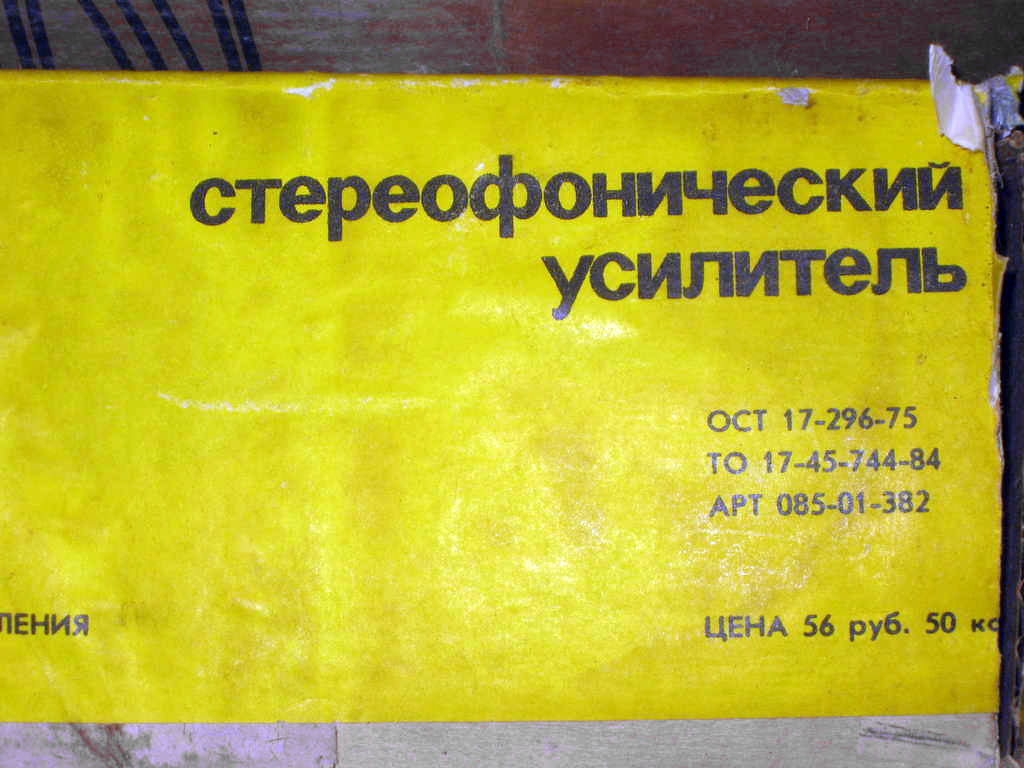 стереофонический
усилитель
ОСТ 17-296-75
ТО 17-45-744-84
АРТ 085-01-382
ЛЕНИЯ
ЦЕНА 56 руб. 50 ко